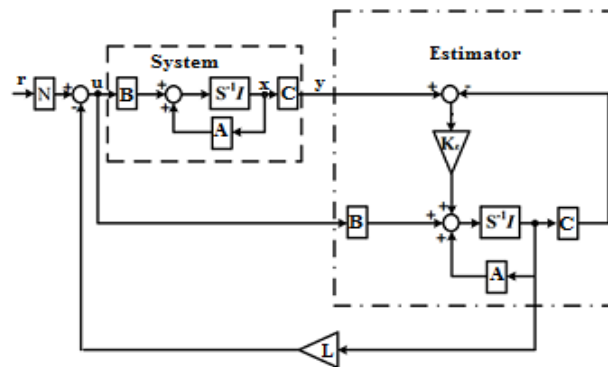 Estimator
System
r N + - u B + + S⁻¹I x C y + -
A
Kₑ
B + + + S⁻¹I C
A
L